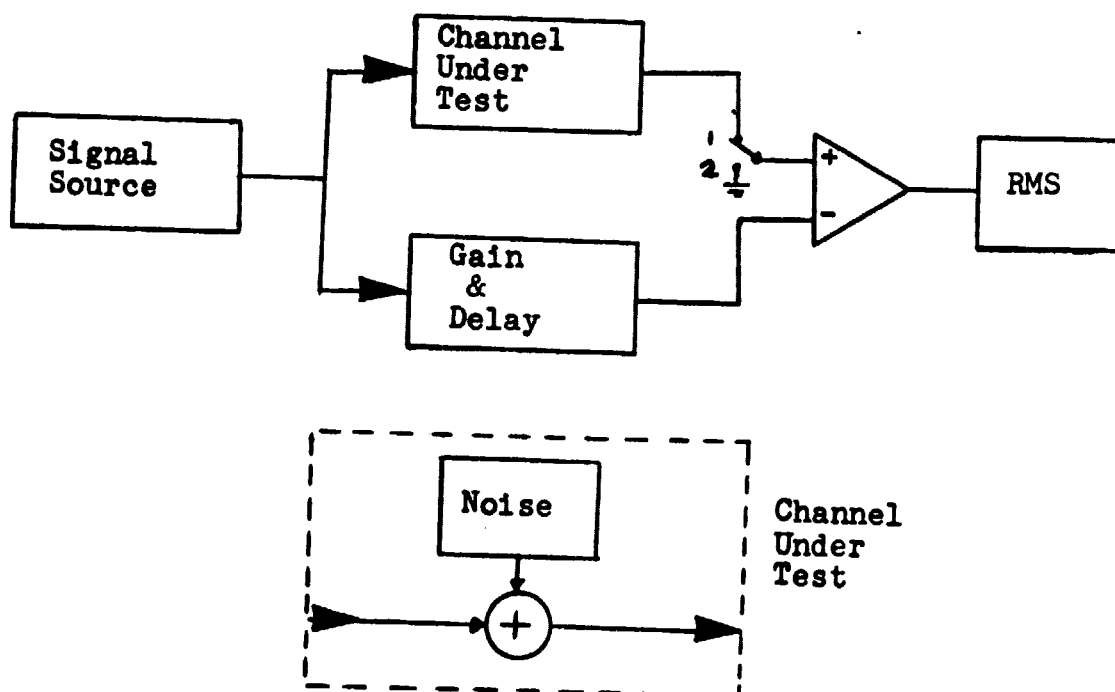 Channel
Under
Test
Signal
Source
1
2
+
-
RMS
Gain
&
Delay
Noise
+
Channel
Under
Test